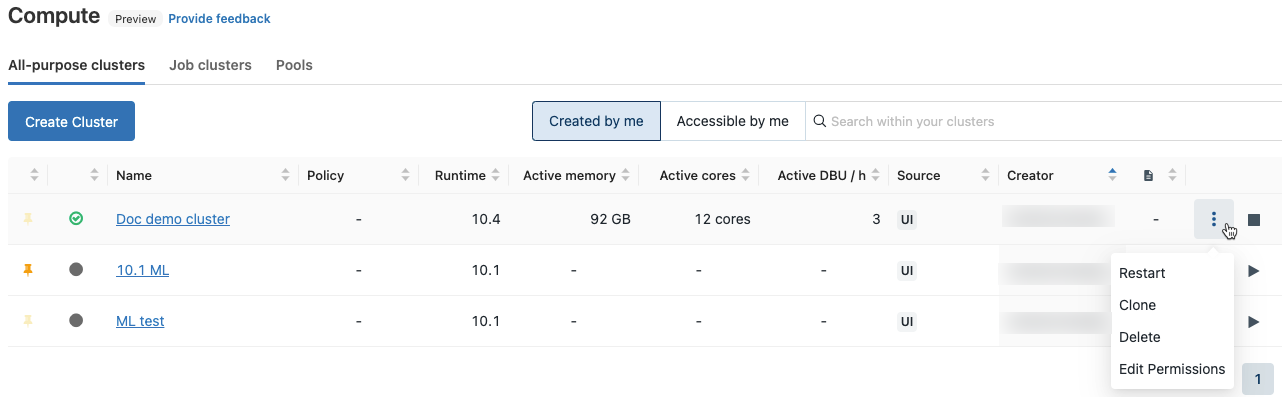 Compute Preview Provide feedback
All-purpose clusters Job clusters Pools
Create Cluster Created by me Accessible by me Search within your clusters
Name Policy Runtime Active memory Active cores Active DBU / h Source Creator
Doc demo cluster - 10.4 92 GB 12 cores 3 UI -
10.1 ML - 10.1 - - - UI
Restart
Clone
ML test - 10.1 - - - UI
Delete
Edit Permissions
1